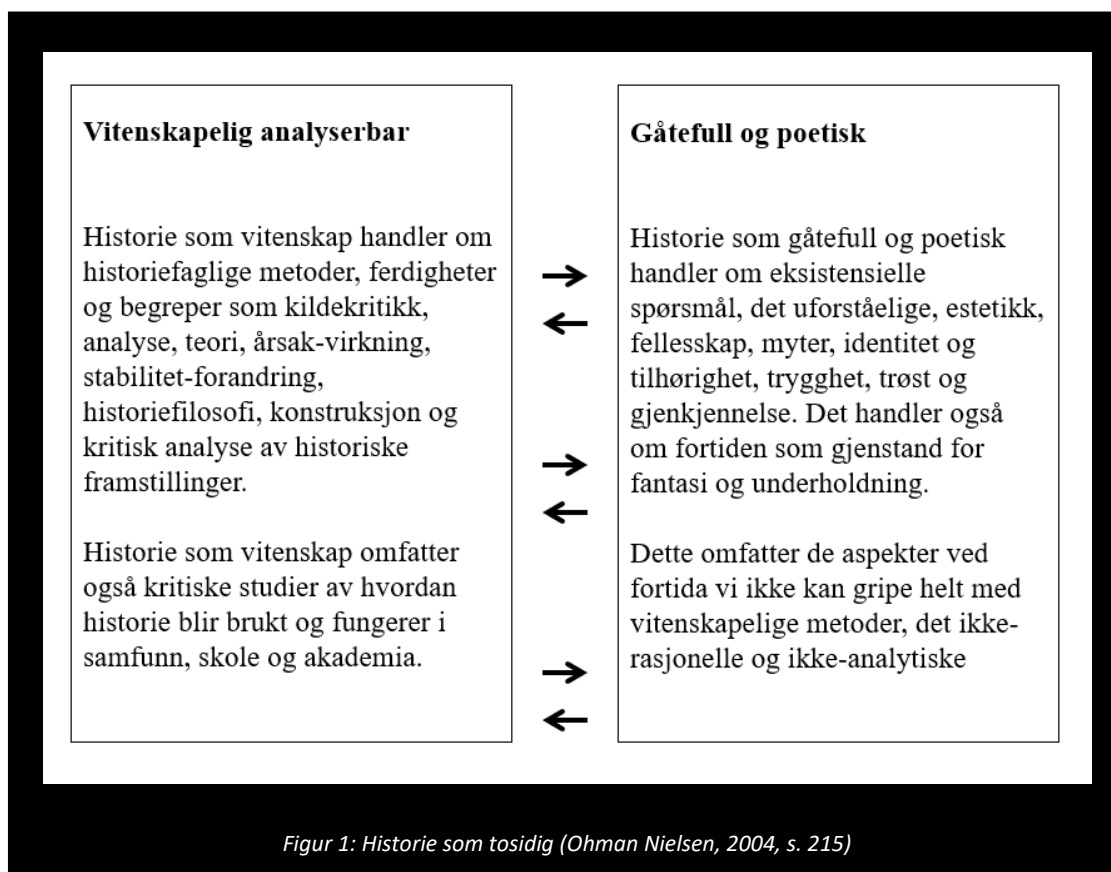 Vitenskapelig analyserbar
Historie som vitenskap handler om
historiefaglige metoder, ferdigheter
og begreper som kildekritikk,
analyse, teori, årsak-virkning,
stabilitet-forandring,
historiefilosofi, konstruksjon og
kritisk analyse av historiske
framstillinger.
Historie som vitenskap omfatter
også kritiske studier av hvordan
historie blir brukt og fungerer i
samfunn, skole og akademia.
Gåtefull og poetisk
Historie som gåtefull og poetisk
handler om eksistensielle
spørsmål, det uforståelige, estetikk,
fellesskap, myter, identitet og
tilhørighet, trygghet, trøst og
gjenkjennelse. Det handler også
om fortiden som gjenstand for
fantasi og underholdning.
Dette omfatter de aspekter ved
fortida vi ikke kan gripe helt med
vitenskapelige metoder, det ikke-
rasjonelle og ikke-analytiske
Figur 1: Historie som tosidig (Ohman Nielsen, 2004, s. 215)